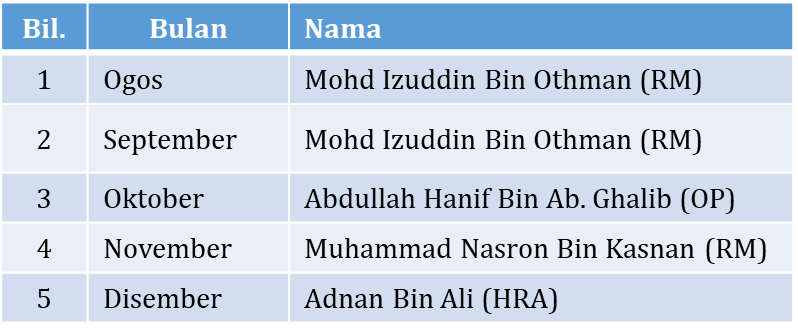 Bil. Bulan Nama
1 Ogos Mohd Izuddin Bin Othman (RM)
2 September Mohd Izuddin Bin Othman (RM)
3 Oktober Abdullah Hanif Bin Ab. Ghalib (OP)
4 November Muhammad Nasron Bin Kasnan (RM)
5 Disember Adnan Bin Ali (HRA)